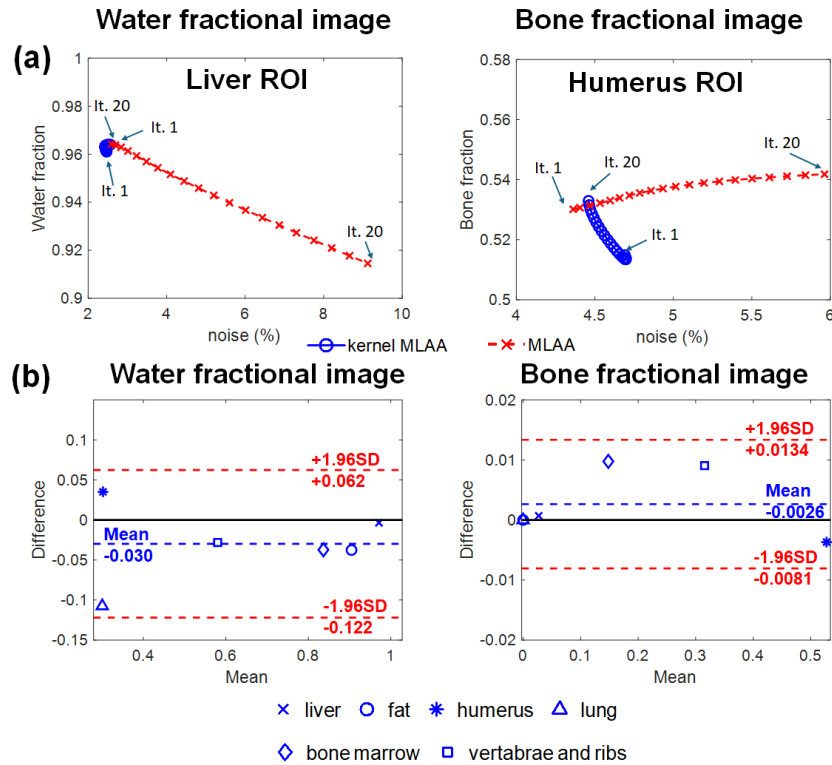 Water fractional image
Bone fractional image
(a)
Liver ROI
Water fraction
1
0.98
0.96
0.94
0.92
0.9
It. 20
It. 1
It. 1
It. 20
2
4
6
8
10
noise (%)
Humerus ROI
Bone fraction
0.58
0.56
0.54
0.52
0.5
It. 1
It. 20
It. 20
It. 1
4
4.5
5
5.5
6
noise (%)
kernel MLAA
MLAA
(b)
Water fractional image
Bone fractional image
Difference
0.1
0.05
0
-0.05
-0.1
-0.15
+1.96SD
+0.062
Mean
-0.030
-1.96SD
-0.122
0.4
0.6
0.8
1
Mean
Difference
0.02
0.01
0
-0.01
-0.02
+1.96SD
+0.0134
Mean
-0.0026
-1.96SD
-0.0081
0
0.1
0.2
0.3
0.4
0.5
Mean
liver
fat
humerus
lung
bone marrow
vertabrae and ribs